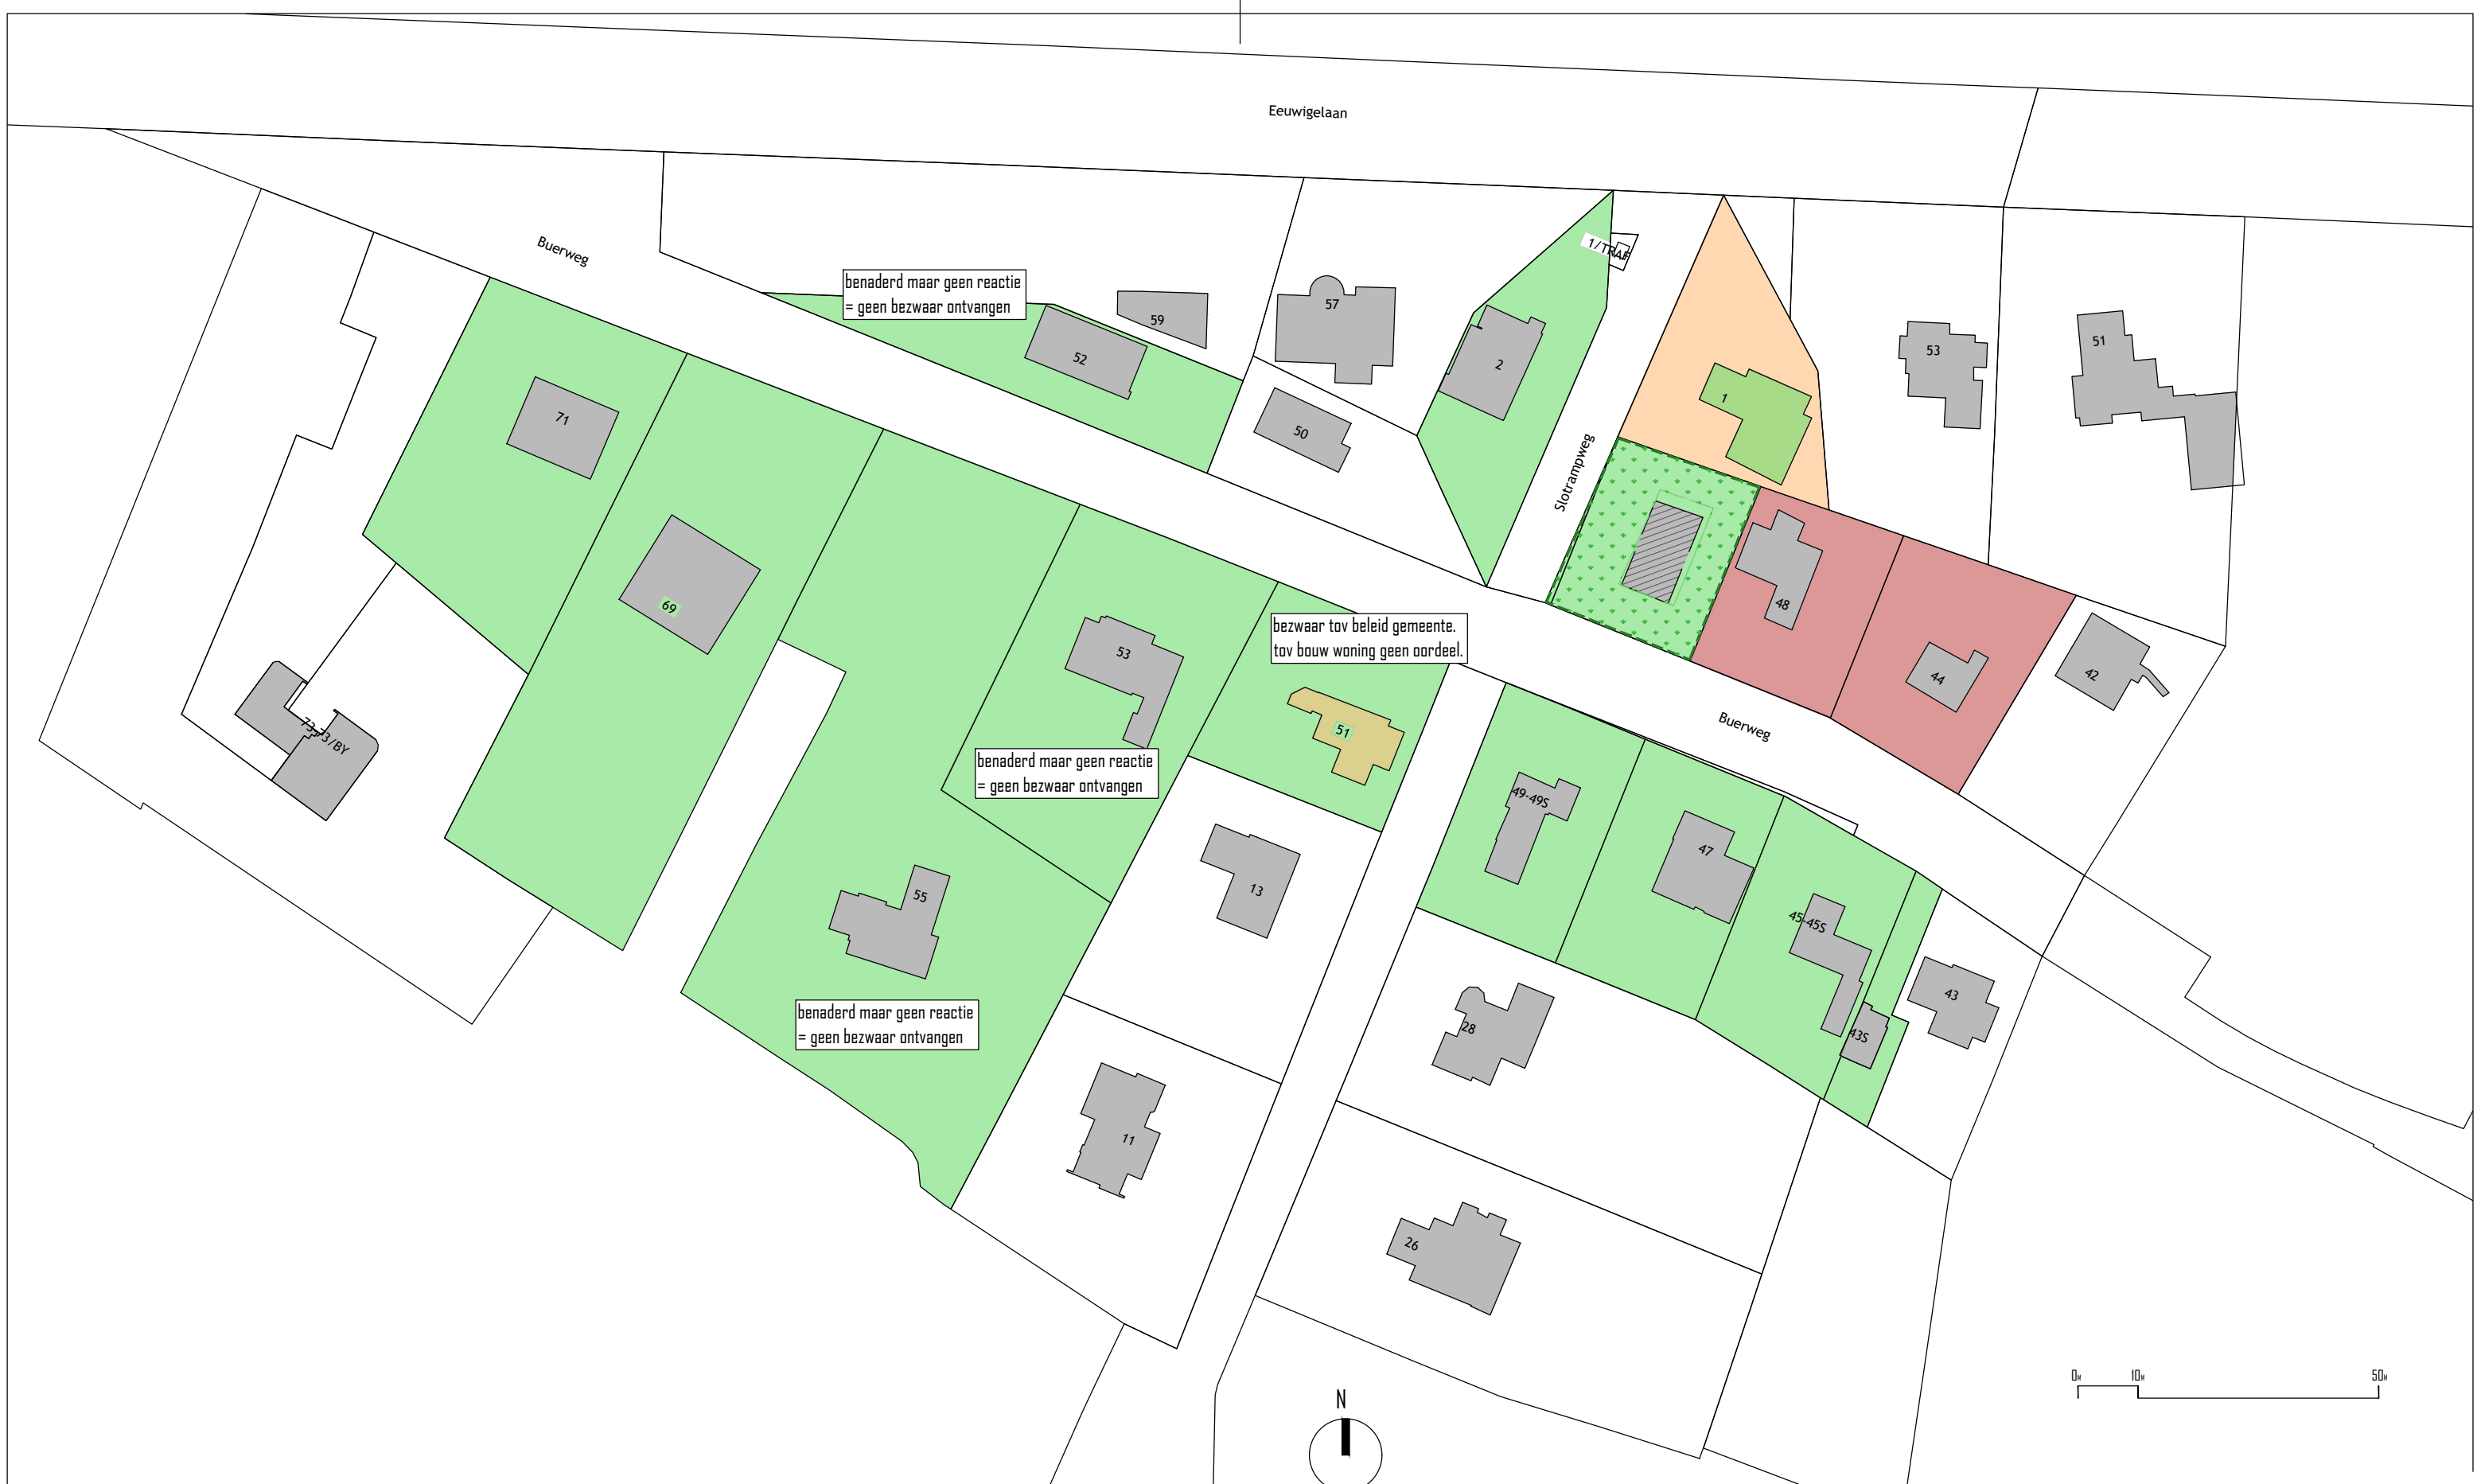 Eeuwigelaan
Buerweg
benaderd maar geen reactie
= geen bezwaar ontvangen
59
57
1/TRAF
52
2
50
1
53
51
71
Slotrampweg
69
53
bezwaar tov beleid gemeente.
tov bouw woning geen oordeel.
48
44
42
51
Buerweg
73-73/BY
benaderd maar geen reactie
= geen bezwaar ontvangen
49-49S
47
13
55
45-45S
43
43S
benaderd maar geen reactie
= geen bezwaar ontvangen
28
11
26
0M 10M 50M
N